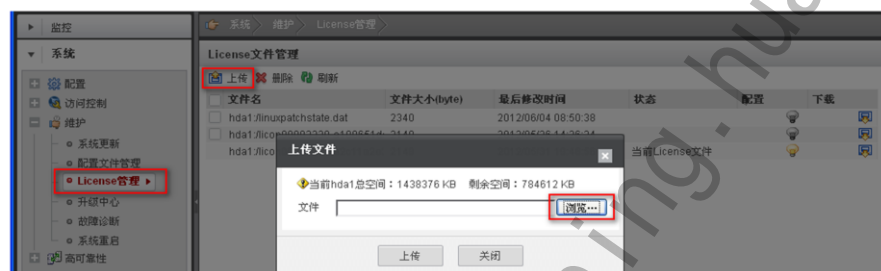 监控
系统 〉 维护 〉 License管理 〉
系统
License文件管理
配置
上传 删除 刷新
访问控制
文件名 文件大小(byte) 最后修改时间 状态 配置 下载
维护
hda1:/linuxpatchstate.dat 2340 2012/06/04 08:50:38
系统更新
hda1:/lico
配置文件管理
hda1:/lico 当前License文件
License管理
升级中心
故障诊断
系统重启
高可靠性
上传文件
当前hda1总空间：1438376 KB 剩余空间：784612 KB
文件 浏览…
上传 关闭